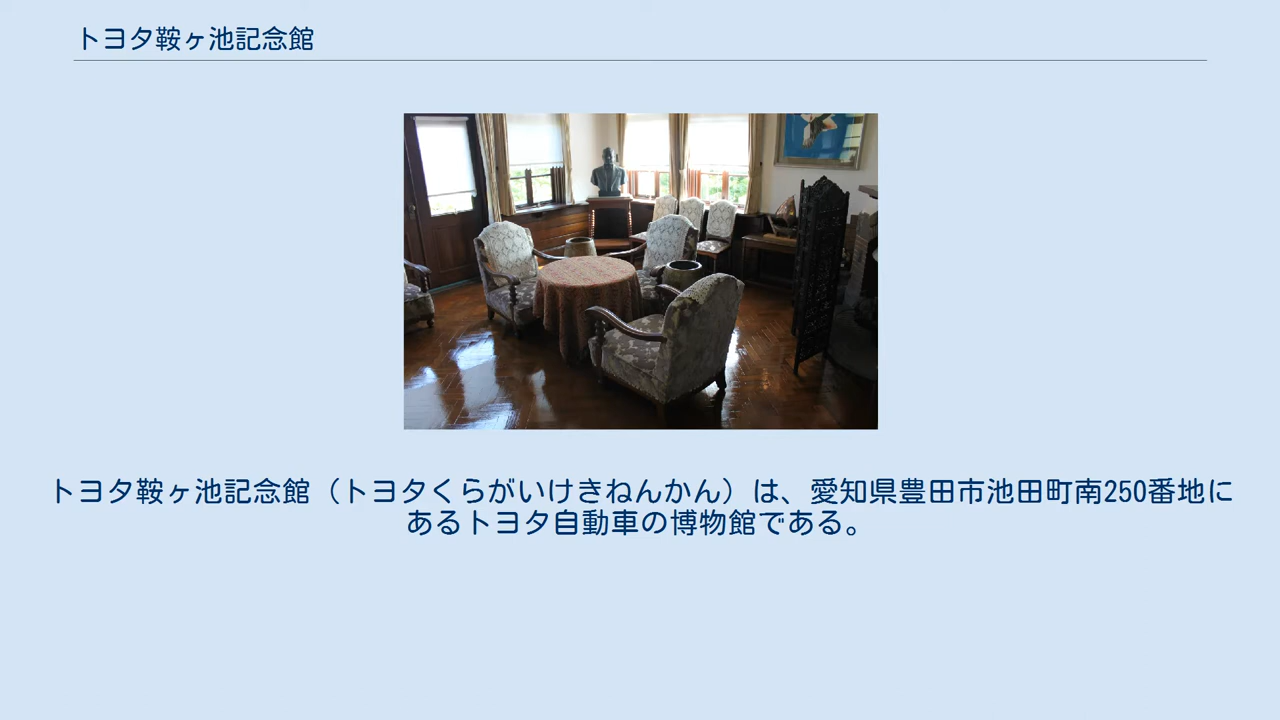 トヨタ鞍ヶ池記念館
トヨタ鞍ヶ池記念館（トヨタくらがいけきねんかん）は、愛知県豊田市池田町南250番地に
あるトヨタ自動車の博物館である。